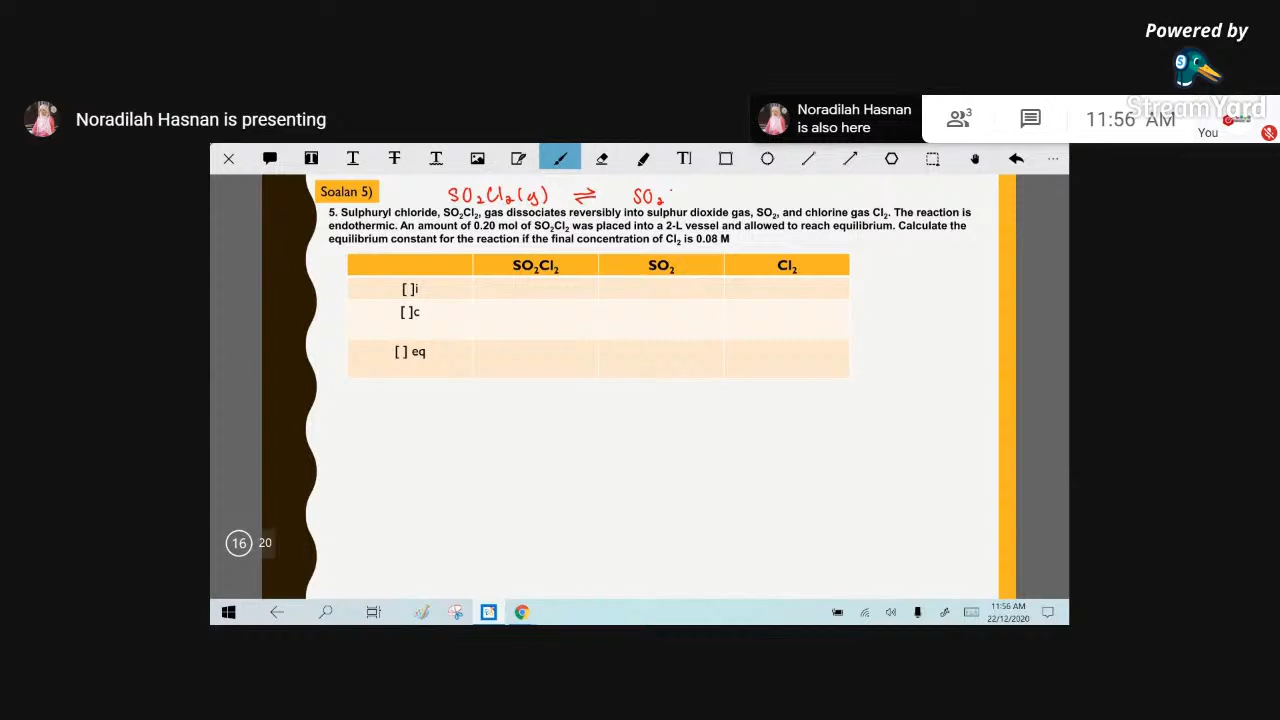 Powered by
StreamYard
Noradilah Hasnan is presenting
Noradilah Hasnan
is also here
3
11:56 AM
You
Soalan 5)
SO₂Cl₂(g) ⇌ SO₂
5. Sulphuryl chloride, SO₂Cl₂, gas dissociates reversibly into sulphur dioxide gas, SO₂, and chlorine gas Cl₂. The reaction is
endothermic. An amount of 0.20 mol of SO₂Cl₂ was placed into a 2-L vessel and allowed to reach equilibrium. Calculate the
equilibrium constant for the reaction if the final concentration of Cl₂ is 0.08 M
SO₂Cl₂ SO₂ Cl₂
[ ]i
[ ]c
[ ] eq
16 20
11:56 AM
22/12/2020